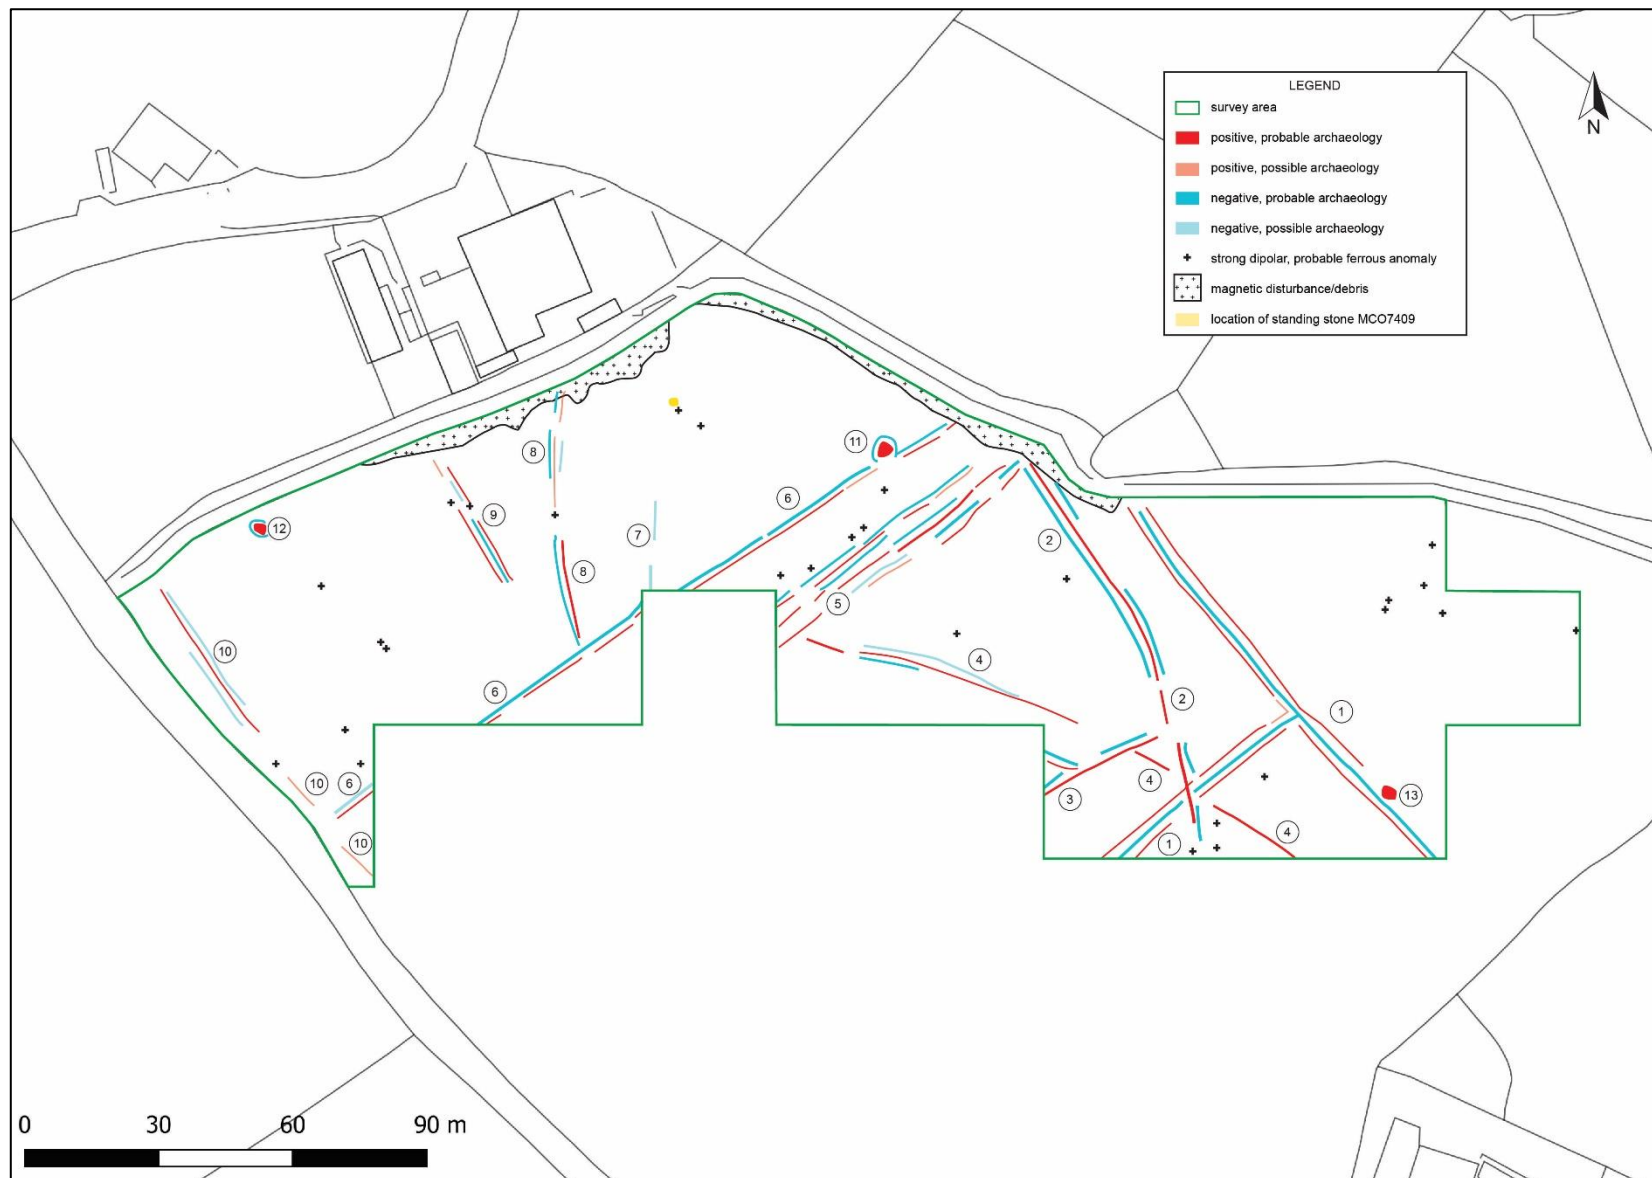 LEGEND
survey area
positive, probable archaeology
positive, possible archaeology
negative, probable archaeology
negative, possible archaeology
strong dipolar, probable ferrous anomaly
magnetic disturbance/debris
location of standing stone MCO7409
N
11
8
6
12
9
7
2
8
5
10
4
6
2
1
10 6
4
13
3
10
1
4
0 30 60 90 m